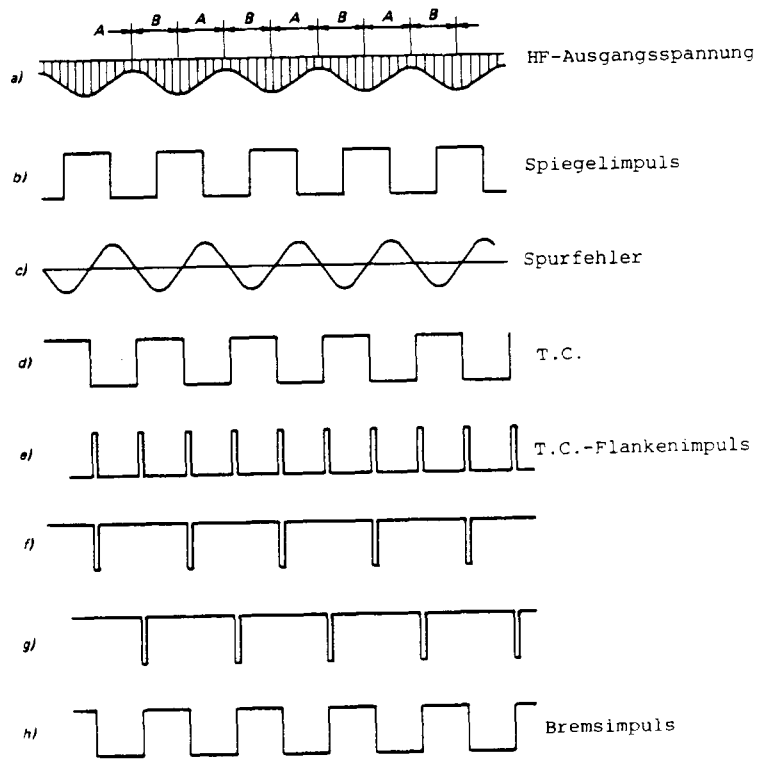 A B A B A B A B
a) HF-Ausgangsspannung
b) Spiegelimpuls
c) Spurfehler
d) T.C.
e) T.C.-Flankenimpuls
f)
g)
h) Bremsimpuls